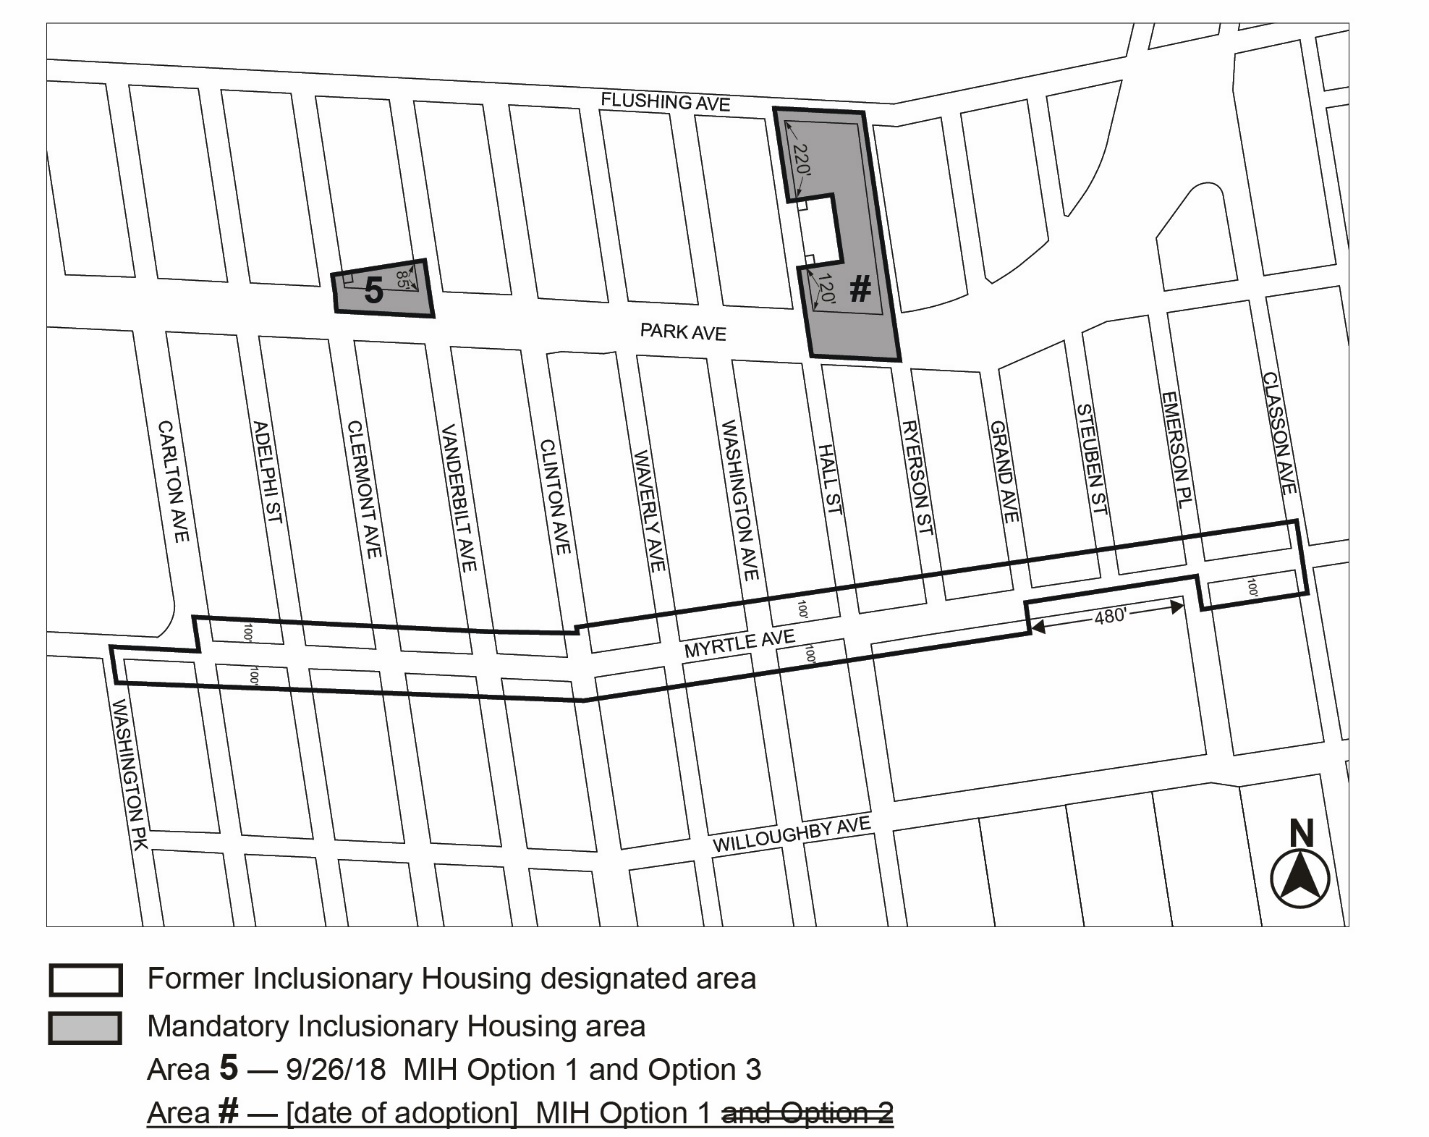 FLUSHING AVE
220'
5
85'
120'
#
PARK AVE
CARLTON AVE
ADELPHI ST
CLERMONT AVE
VANDERBILT AVE
CLINTON AVE
WAVERLY AVE
WASHINGTON AVE
HALL ST
RYERSON ST
GRAND AVE
STEUBEN ST
EMERSON PL
CLASSON AVE
100'
100'
100'
480'
MYRTLE AVE
100'
100'
WASHINGTON PK
WILLOUGHBY AVE
N
Former Inclusionary Housing designated area
Mandatory Inclusionary Housing area
Area 5 — 9/26/18 MIH Option 1 and Option 3
Area # — [date of adoption] MIH Option 1 and Option 2